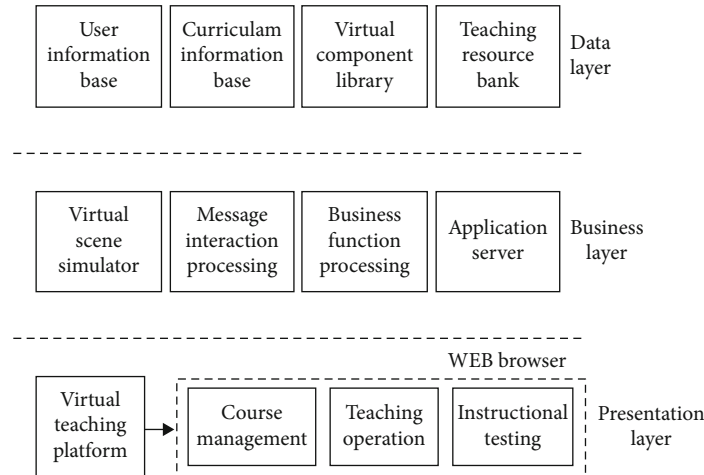 User
information
base
Curriculam
information
base
Virtual
component
library
Teaching
resource
bank
Data
layer
Virtual
scene
simulator
Message
interaction
processing
Business
function
processing
Application
server
Business
layer
WEB browser
Virtual
teaching
platform
Course
management
Teaching
operation
Instructional
testing
Presentation
layer